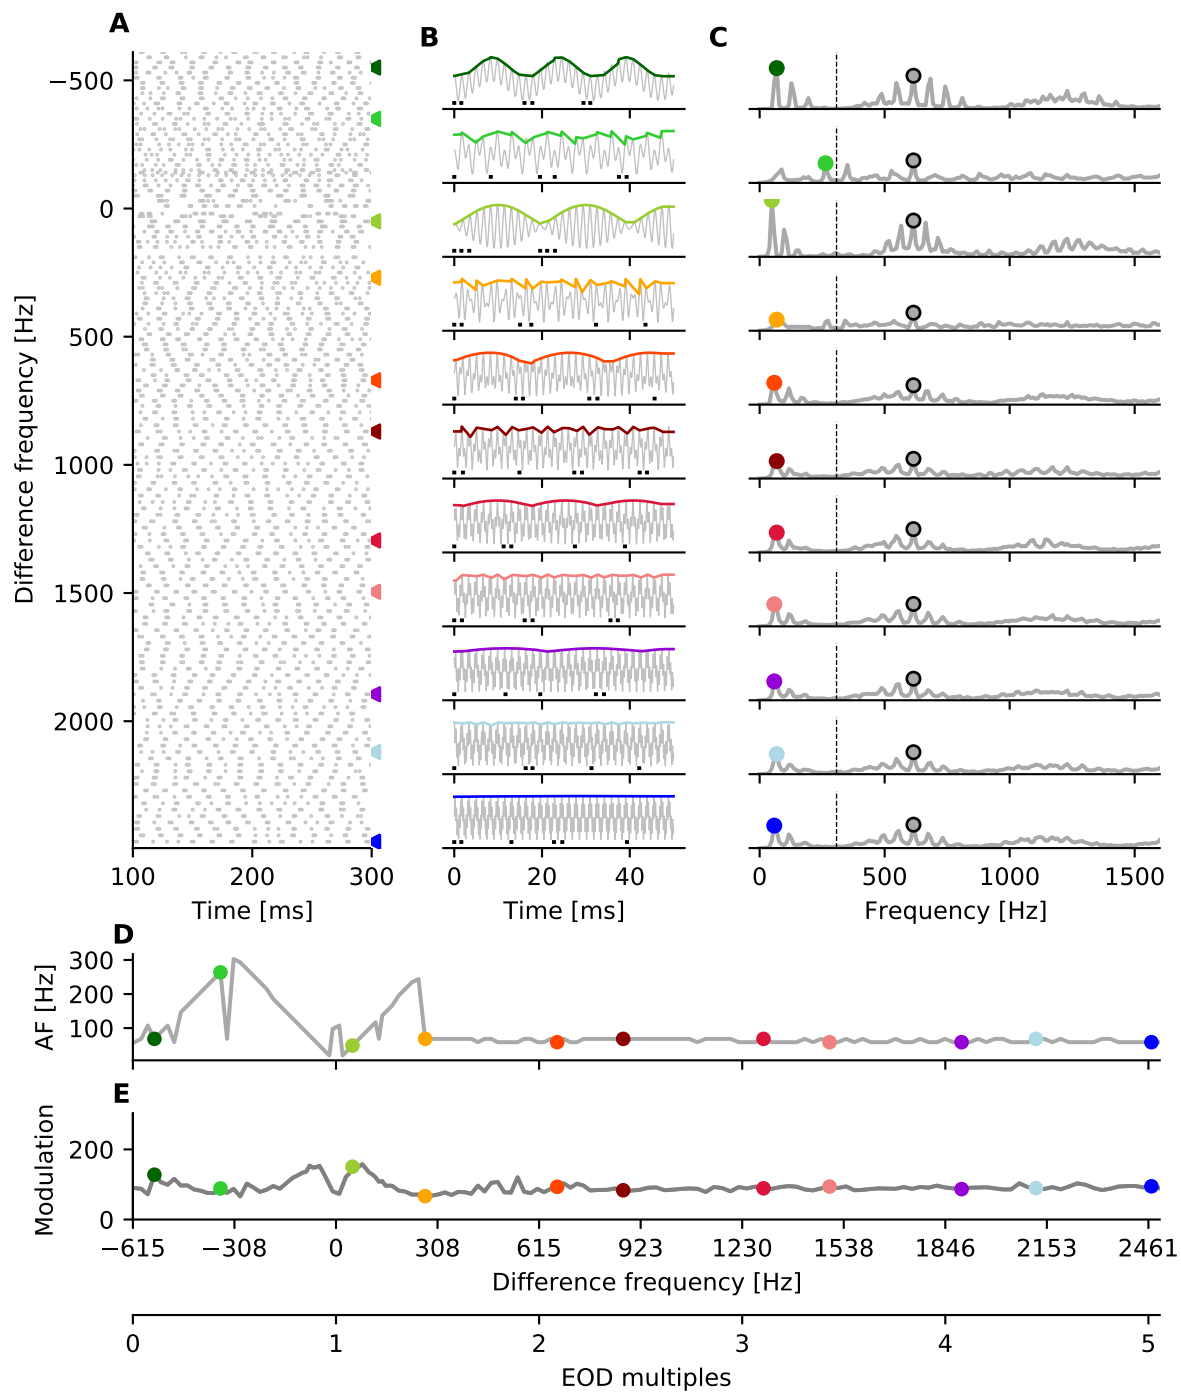 A
B
C
Difference frequency [Hz]
−500
0
500
1000
1500
2000
100
200
300
Time [ms]
0
20
40
Time [ms]
0
500
1000
1500
Frequency [Hz]
D
AF [Hz]
300
200
100
E
Modulation
200
0
−615
−308
0
308
615
923
1230
1538
1846
2153
2461
Difference frequency [Hz]
0
1
2
3
4
5
EOD multiples